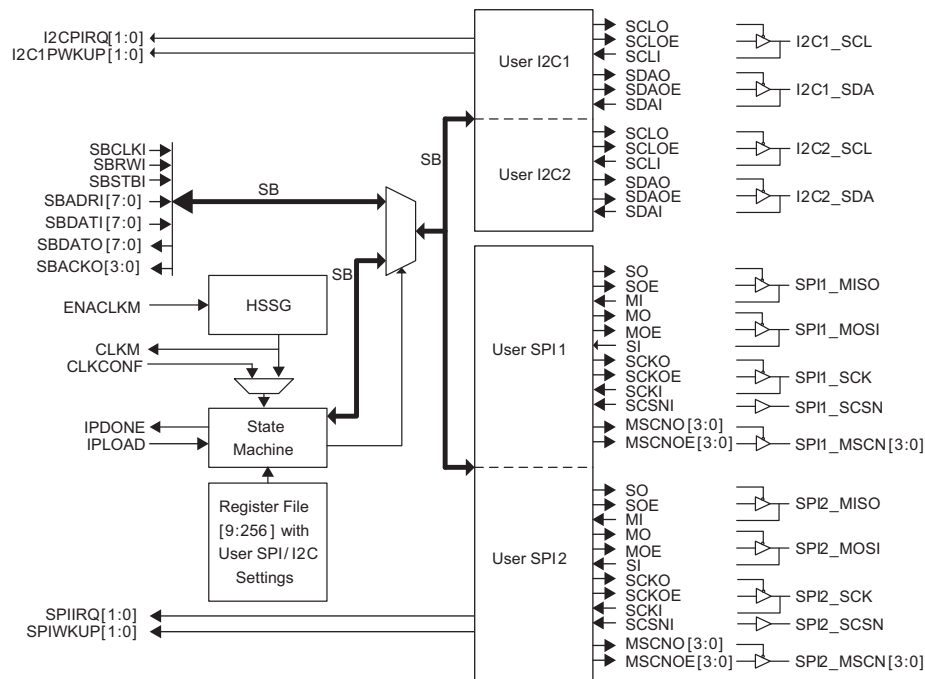 I2CPIRQ[1:0]
I2C1PWKUP[1:0]
SBCLKI
SBRWI
SBSTBI
SBADRI[7:0]
SBDATI[7:0]
SBDATO[7:0]
SBACKO[3:0]
ENACLKM
CLKM
CLKCONF
IPDONE
IPLOAD
SPIIRQ[1:0]
SPIWKUP[1:0]
SB
SB
SB
HSSG
State
Machine
Register File
[9:256] with
User SPI/I2C
Settings
User I2C1
User I2C2
User SPI1
User SPI2
SCLO
SCLOE
SCLI
I2C1_SCL
SDAO
SDAOE
SDAI
I2C1_SDA
SCLO
SCLOE
SCLI
I2C2_SCL
SDAO
SDAOE
SDAI
I2C2_SDA
SO
SOE
MI
SPI1_MISO
MO
MOE
SI
SPI1_MOSI
SCKO
SCKOE
SCKI
SPI1_SCK
SCSNI
SPI1_SCSN
MSCNO[3:0]
MSCNOE[3:0]
SPI1_MSCN[3:0]
SO
SOE
MI
SPI2_MISO
MO
MOE
SI
SPI2_MOSI
SCKO
SCKOE
SCKI
SPI2_SCK
SCSNI
SPI2_SCSN
MSCNO[3:0]
MSCNOE[3:0]
SPI2_MSCN[3:0]